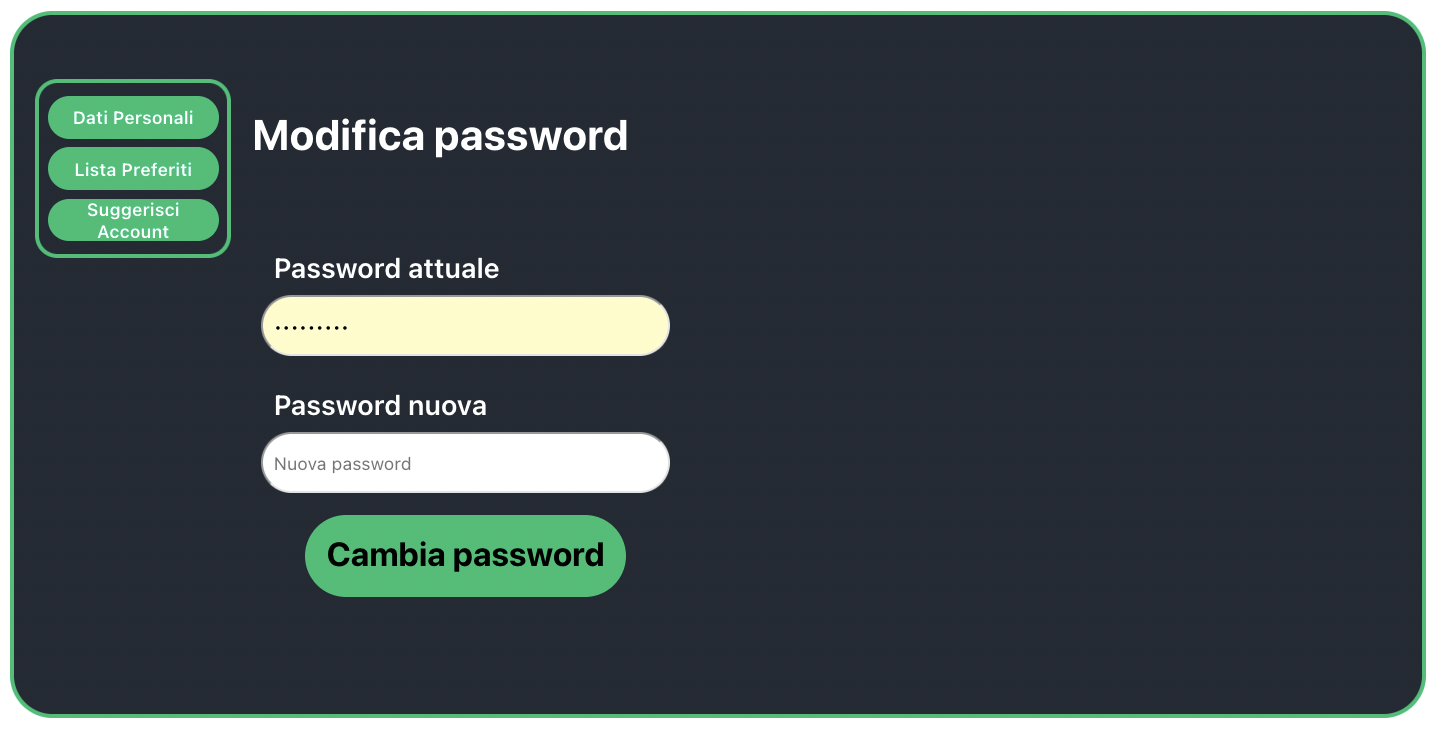 Dati Personali
Lista Preferiti
Suggerisci
Account
Modifica password
Password attuale
•••••••••
Password nuova
Nuova password
Cambia password